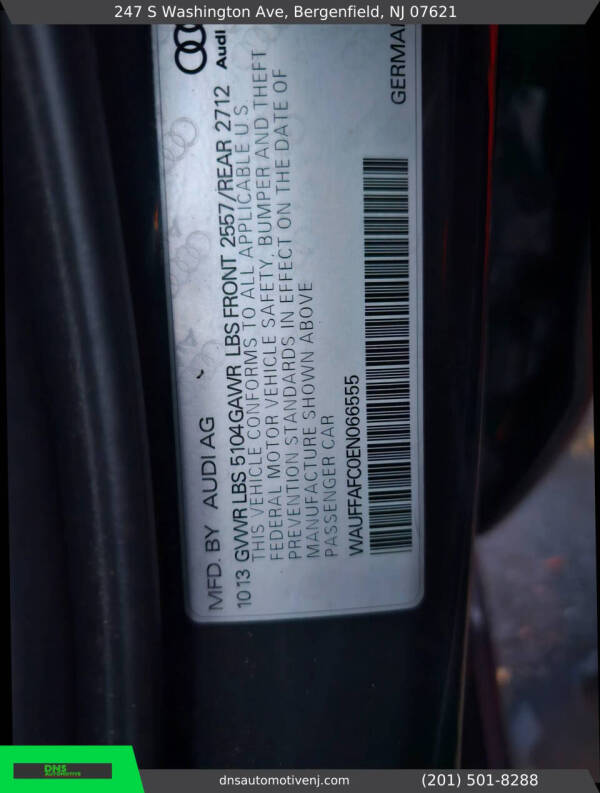 247 S Washington Ave, Bergenfield, NJ 07621
Audi
MFD. BY AUDI AG
GERMAN
10 13 GVWR LBS 5104 GAWR LBS FRONT 2557/REAR 2712
THIS VEHICLE CONFORMS TO ALL APPLICABLE U S
FEDERAL MOTOR VEHICLE SAFETY, BUMPER AND THEFT
PREVENTION STANDARDS IN EFFECT ON THE DATE OF
MANUFACTURE SHOWN ABOVE
PASSENGER CAR
WAUFFAFC0EN066555
DNS
AUTOMOTIVE
dnsautomotivenj.com
(201) 501-8288